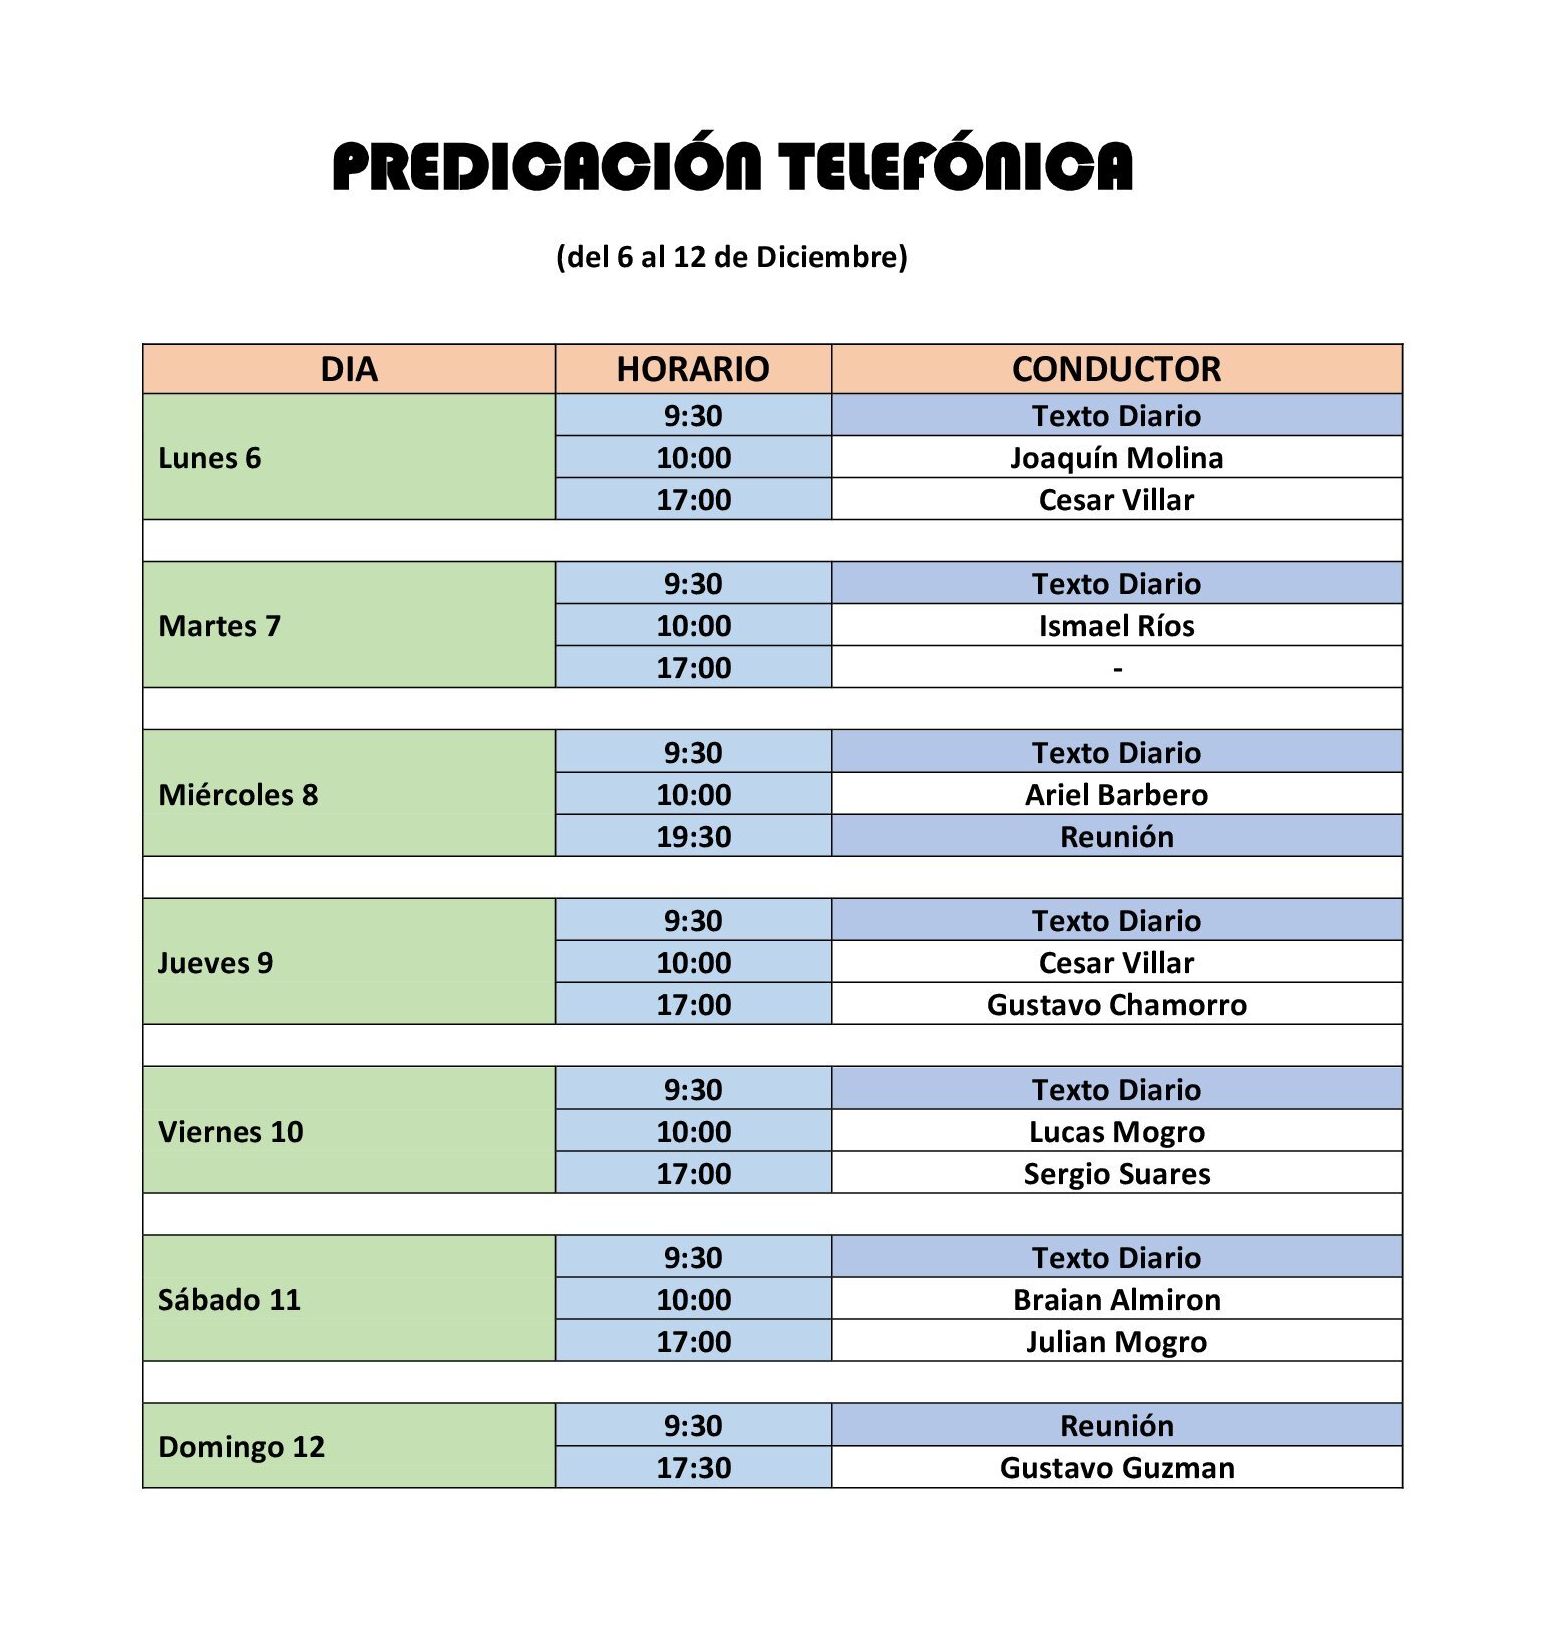 PREDICACIÓN TELEFÓNICA
(del 6 al 12 de Diciembre)
DIA HORARIO CONDUCTOR
Lunes 6
9:30 Texto Diario
10:00 Joaquín Molina
17:00 Cesar Villar
Martes 7
9:30 Texto Diario
10:00 Ismael Ríos
17:00 -
Miércoles 8
9:30 Texto Diario
10:00 Ariel Barbero
19:30 Reunión
Jueves 9
9:30 Texto Diario
10:00 Cesar Villar
17:00 Gustavo Chamorro
Viernes 10
9:30 Texto Diario
10:00 Lucas Mogro
17:00 Sergio Suares
Sábado 11
9:30 Texto Diario
10:00 Braian Almiron
17:00 Julian Mogro
Domingo 12
9:30 Reunión
17:30 Gustavo Guzman